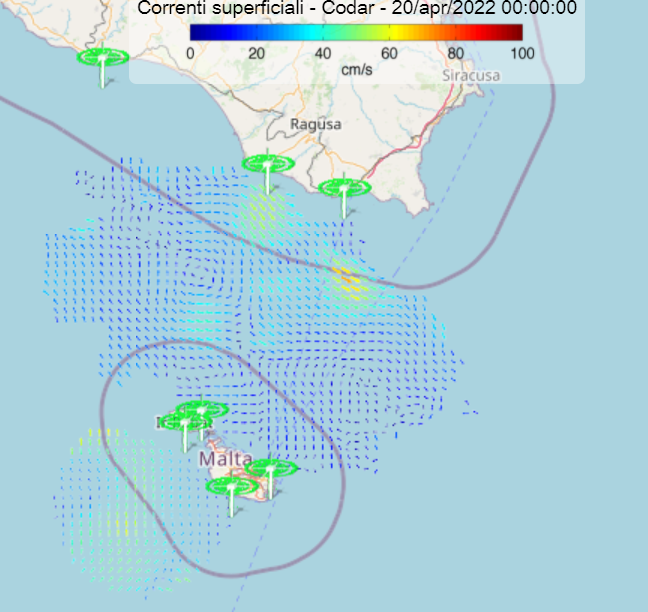 Correnti superficiali - Codar - 20/apr/2022 00:00:00
0 20 40 60 80 100
cm/s
Siracusa
Ragusa
Malta